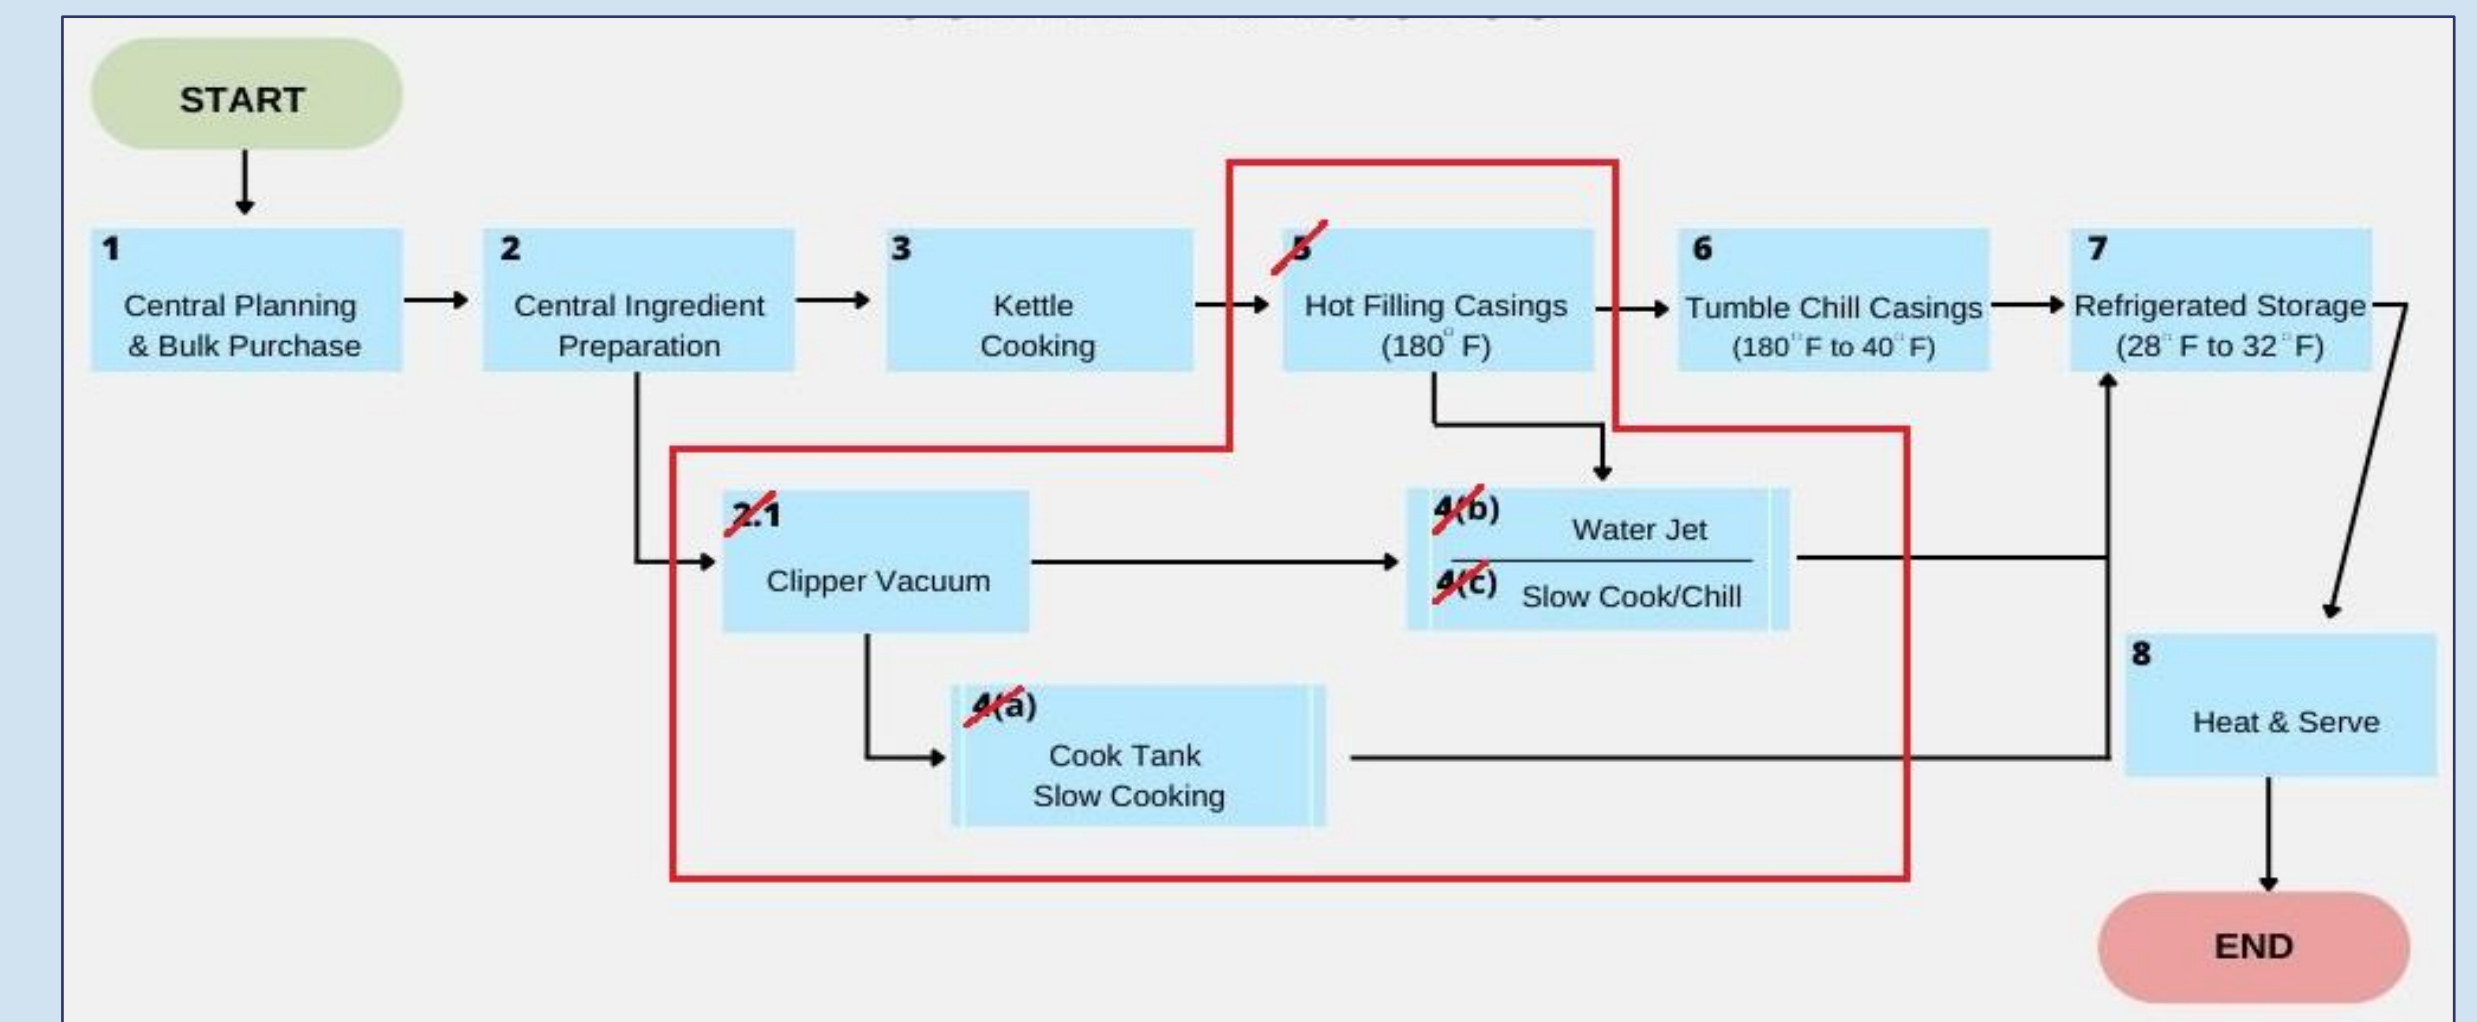 START
1
Central Planning
& Bulk Purchase
2
Central Ingredient
Preparation
3
Kettle
Cooking
5
Hot Filling Casings
(180° F)
6
Tumble Chill Casings
(180° F to 40° F)
7
Refrigerated Storage
(28° F to 32° F)
2.1
Clipper Vacuum
4(b)
Water Jet
4(c)
Slow Cook/Chill
4(a)
Cook Tank
Slow Cooking
8
Heat & Serve
END